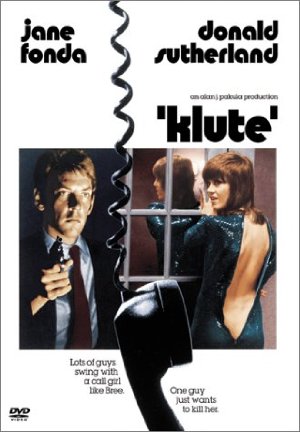 jane
fonda
donald
sutherland
an alan j. pakula production
'klute'
Lots of guys
swing with
a call girl
like Bree.
One guy
just wants
to kill her.
DVD
VIDEO